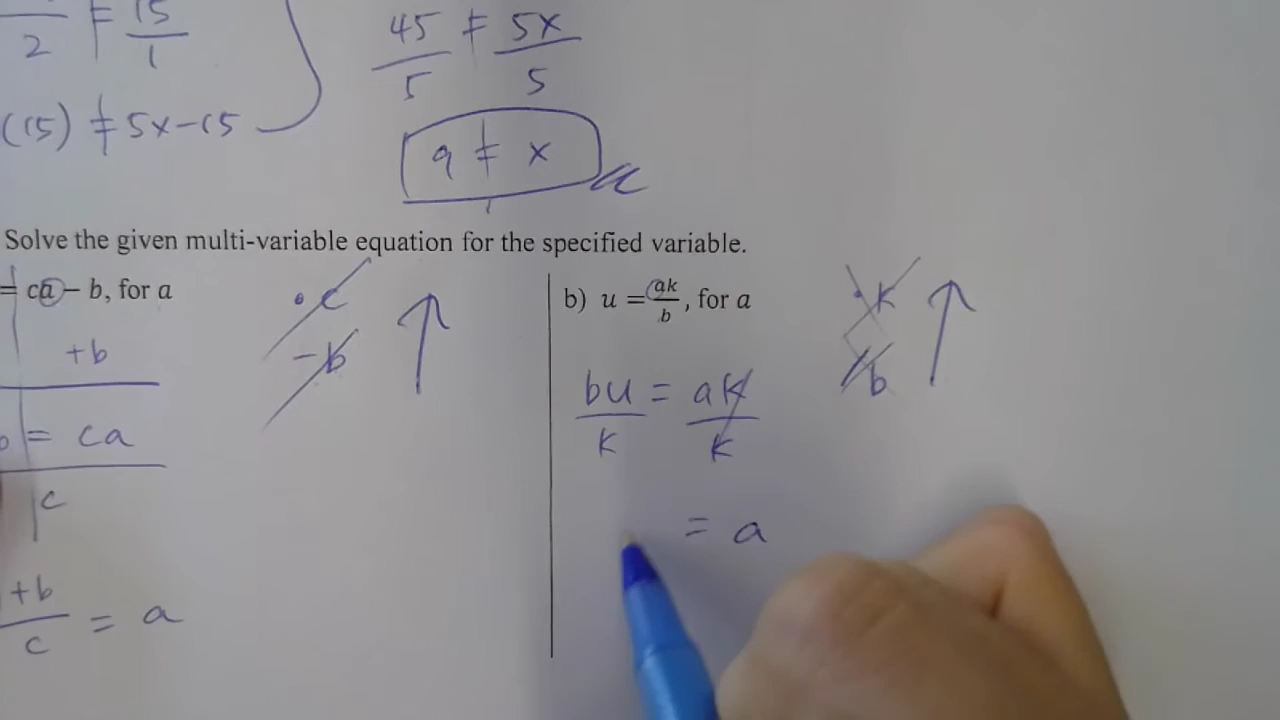 2 = 15/1
(15) = 5x-15
45/5 = 5x/5
9 = x
Solve the given multi-variable equation for the specified variable.
= ca - b, for a
+b
= ca
c
+b/c = a
· c
-b
b) u = ak/b, for a
bu/k = ak/k
= a
· k
/b